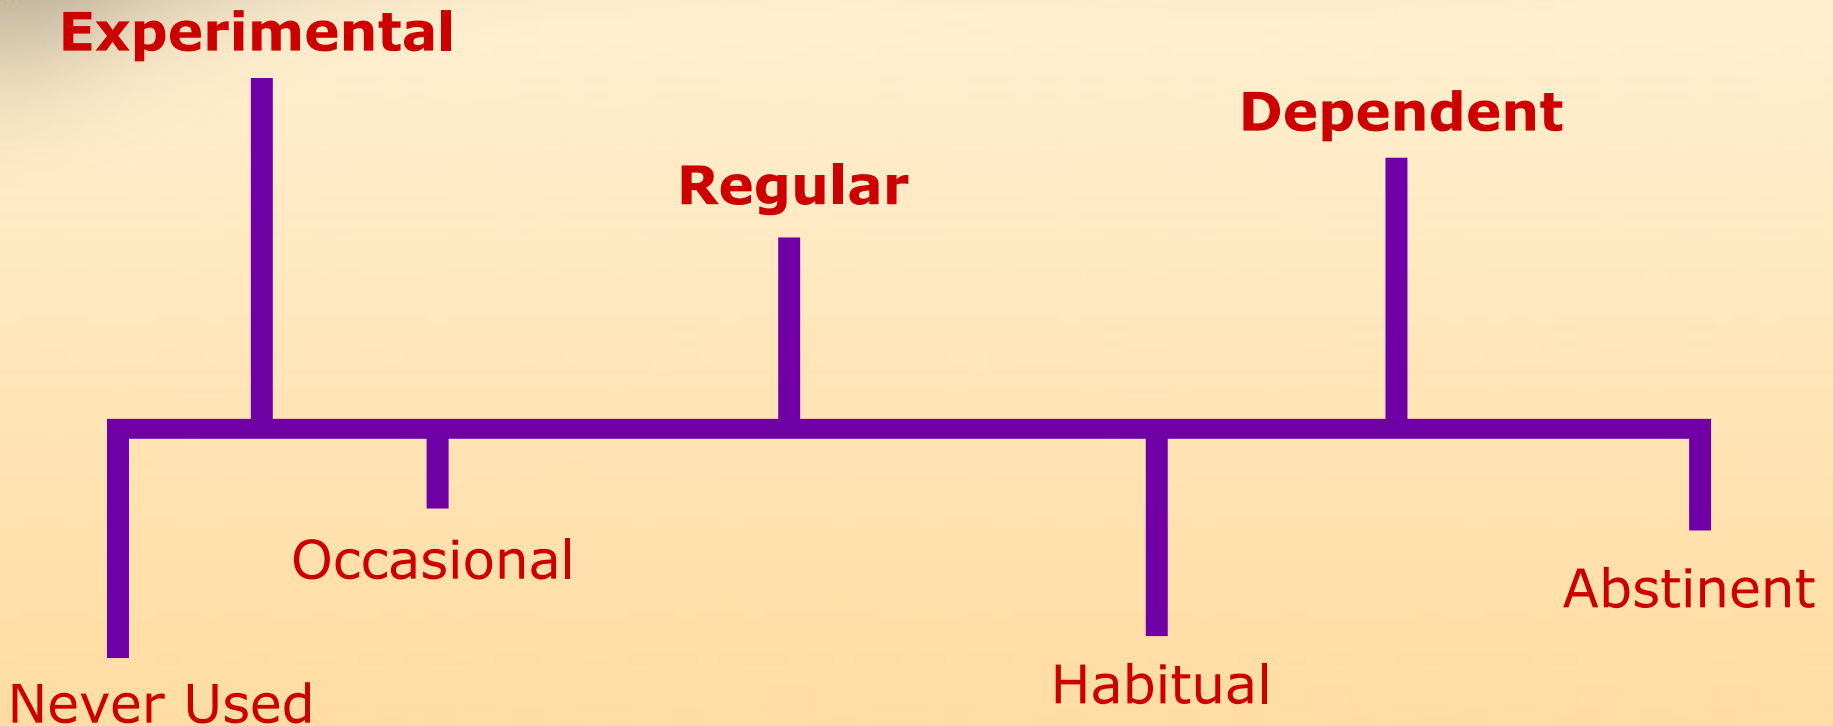 Experimental
Dependent
Regular
Occasional
Abstinent
Habitual
Never Used